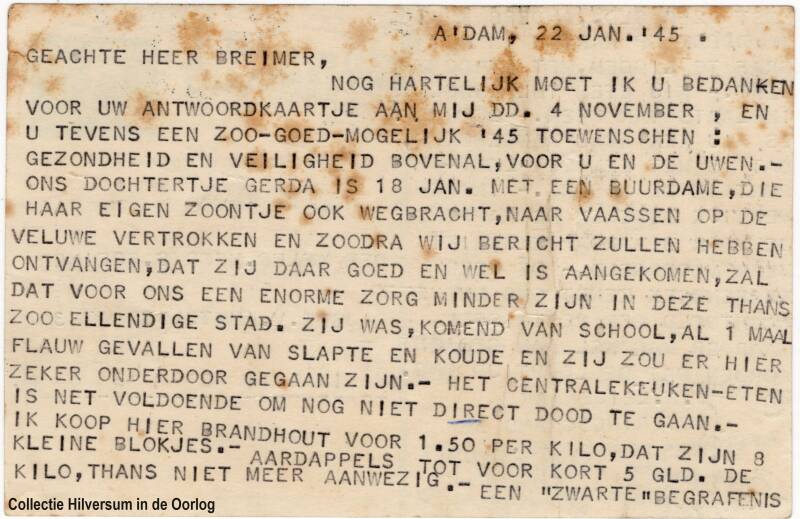 A'DAM, 22 JAN.'45 .
GEACHTE HEER BREIMER,
NOG HARTELIJK MOET IK U BEDANKEN
VOOR UW ANTWOORDKAARTJE AAN MIJ DD. 4 NOVEMBER , EN
U TEVENS EEN ZOO-GOED-MOGELIJK '45 TOEWENSCHEN :
GEZONDHEID EN VEILIGHEID BOVENAL,VOOR U EN DE UWEN.-
ONS DOCHTERTJE GERDA IS 18 JAN. MET EEN BUURDAME,DIE
HAAR EIGEN ZOONTJE OOK WEGBRACHT,NAAR VAASSEN OP DE
VELUWE VERTROKKEN EN ZOODRA WIJ BERICHT ZULLEN HEBBEN
ONTVANGEN,DAT ZIJ DAAR GOED EN WEL IS AANGEKOMEN,ZAL
DAT VOOR ONS EEN ENORME ZORG MINDER ZIJN IN DEZE THANS
ZOO ELLENDIGE STAD. ZIJ WAS,KOMEND VAN SCHOOL,AL 1 MAAL
FLAUW GEVALLEN VAN SLAPTE EN KOUDE EN ZIJ ZOU ER HIER
ZEKER ONDERDOOR GEGAAN ZIJN.- HET CENTRALEKEUKEN-ETEN
IS NET VOLDOENDE OM NOG NIET DIRECT DOOD TE GAAN.-
IK KOOP HIER BRANDHOUT VOOR 1.50 PER KILO,DAT ZIJN 8
KLEINE BLOKJES.- AARDAPPELS TOT VOOR KORT 5 GLD. DE
KILO,THANS NIET MEER AANWEZIG.- EEN "ZWARTE"BEGRAFENIS
Collectie Hilversum in de Oorlog